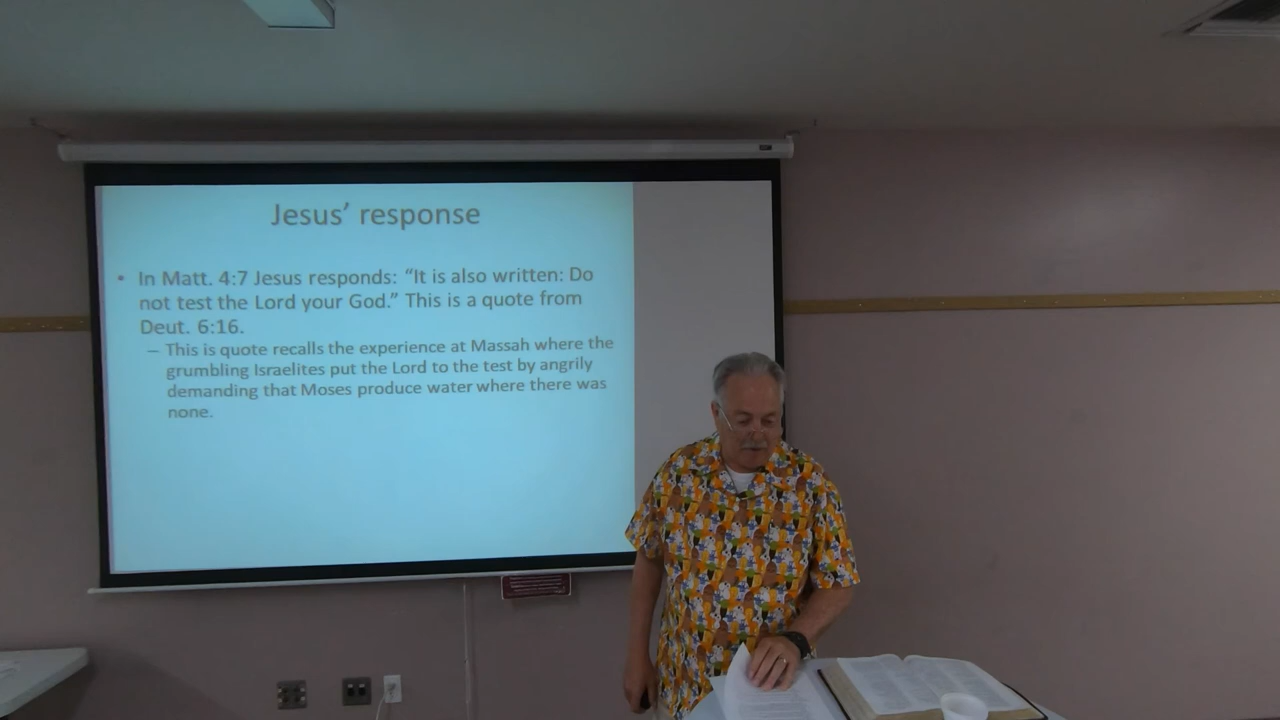 Jesus’ response
• In Matt. 4:7 Jesus responds: “It is also written: Do
not test the Lord your God.” This is a quote from
Deut. 6:16.
– This is quote recalls the experience at Massah where the
grumbling Israelites put the Lord to the test by angrily
demanding that Moses produce water where there was
none.